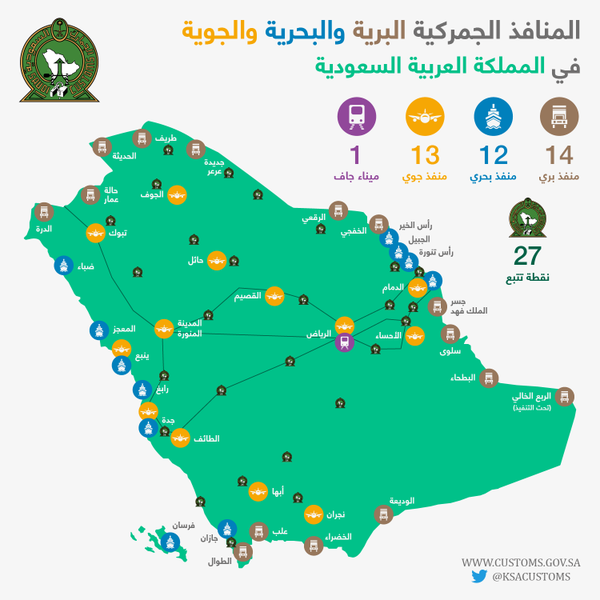 المنافذ الجمركية البرية والبحرية والجوية
في المملكة العربية السعودية
14
منفذ بري
12
منفذ بحري
13
منفذ جوي
1
ميناء جاف
27
نقطة تتبع
طريف
الحديثة
جديدة
عرعر
حالة
عمار
الجوف
الدرة
تبوك
الرقعي
الخفجي
رأس الخير
الجبيل
رأس تنورة
ضباء
حائل
الدمام
القصيم
جسر
الملك فهد
المعجز
المدينة
المنورة
الرياض
الأحساء
سلوى
ينبع
البطحاء
رابغ
الربع الخالي
(تحت التنفيذ)
جدة
الطائف
أبها
نجران
الوديعة
فرسان
جازان
علب
الخضراء
الطوال
WWW.CUSTOMS.GOV.SA
@KSACUSTOMS